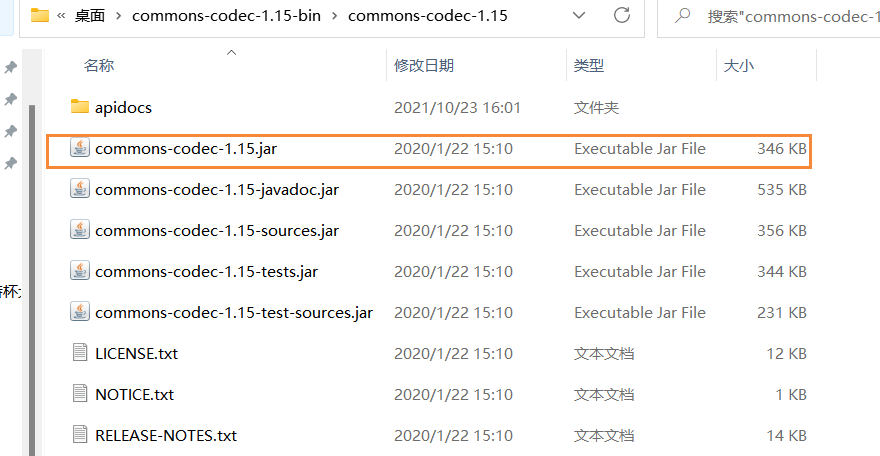 « 桌面 › commons-codec-1.15-bin › commons-codec-1.15 搜索"commons-codec-1
名称 修改日期 类型 大小
apidocs 2021/10/23 16:01 文件夹
commons-codec-1.15.jar 2020/1/22 15:10 Executable Jar File 346 KB
commons-codec-1.15-javadoc.jar 2020/1/22 15:10 Executable Jar File 535 KB
commons-codec-1.15-sources.jar 2020/1/22 15:10 Executable Jar File 356 KB
commons-codec-1.15-tests.jar 2020/1/22 15:10 Executable Jar File 344 KB
commons-codec-1.15-test-sources.jar 2020/1/22 15:10 Executable Jar File 231 KB
LICENSE.txt 2020/1/22 15:10 文本文档 12 KB
NOTICE.txt 2020/1/22 15:10 文本文档 1 KB
RELEASE-NOTES.txt 2020/1/22 15:10 文本文档 14 KB